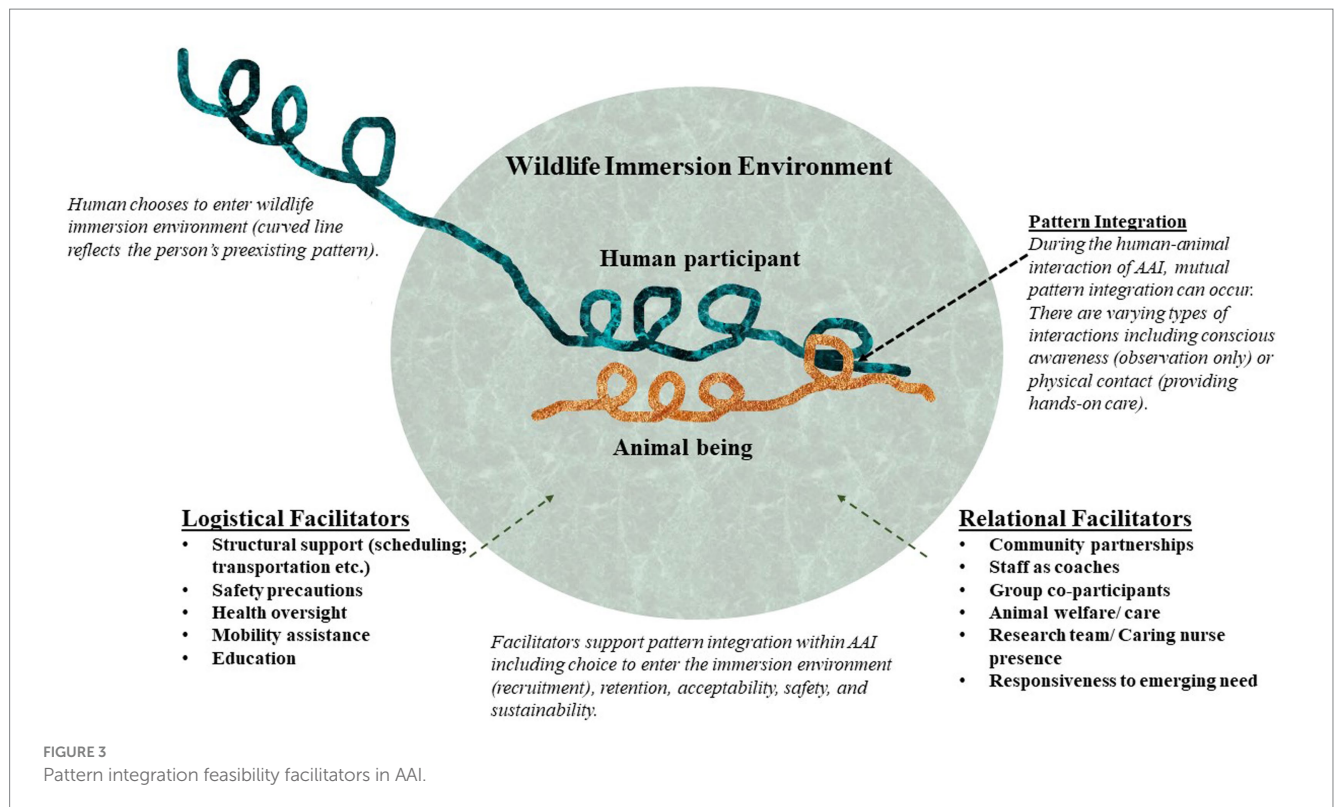 Wildlife Immersion Environment
Human chooses to enter wildlife
immersion environment (curved line
reflects the person's preexisting pattern).
Human participant
Animal being
Pattern Integration
During the human-animal
interaction of AAI, mutual
pattern integration can occur.
There are varying types of
interactions including conscious
awareness (observation only) or
physical contact (providing
hands-on care).
Logistical Facilitators
• Structural support (scheduling;
transportation etc.)
• Safety precautions
• Health oversight
• Mobility assistance
• Education
Facilitators support pattern integration within AAI
including choice to enter the immersion environment
(recruitment), retention, acceptability, safety, and
sustainability.
Relational Facilitators
• Community partnerships
• Staff as coaches
• Group co-participants
• Animal welfare/ care
• Research team/ Caring nurse
presence
• Responsiveness to emerging need
FIGURE 3
Pattern integration feasibility facilitators in AAI.